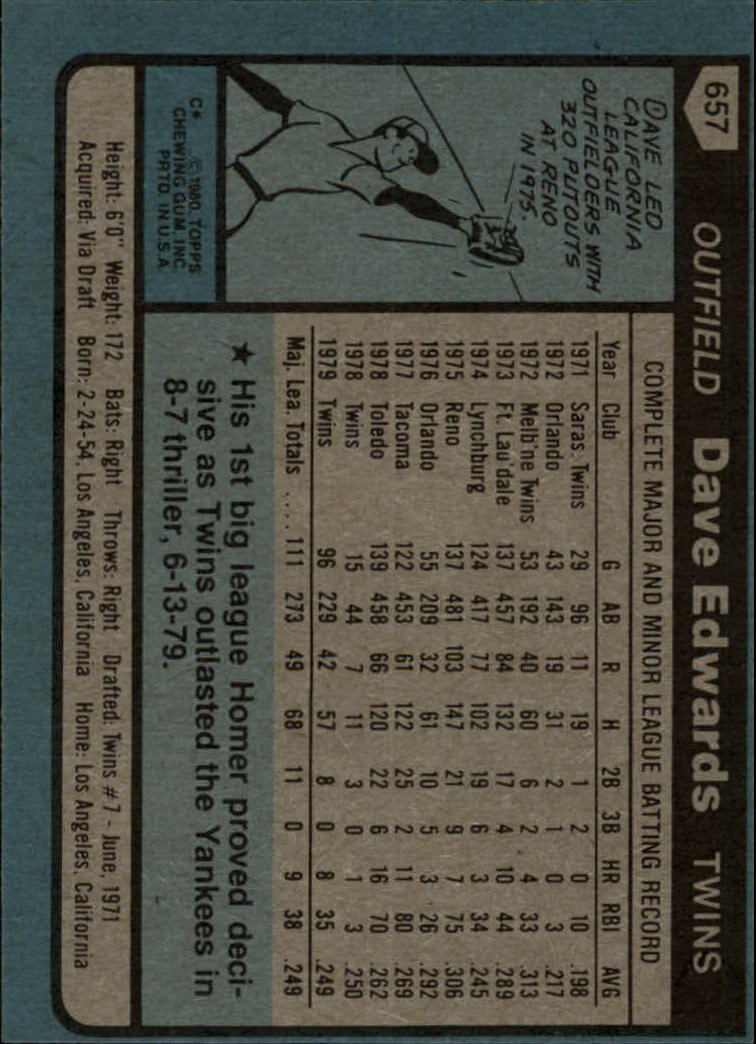 657
OUTFIELD Dave Edwards TWINS
DAVE LED
CALIFORNIA
LEAGUE
OUTFIELDERS WITH
320 PUTOUTS
AT RENO
IN 1975.
C* © 1980 TOPPS
CHEWING GUM, INC.
PRTD. IN U.S.A.
COMPLETE MAJOR AND MINOR LEAGUE BATTING RECORD
Year Club G AB R H 2B 3B HR RBI AVG
1971 Saras. Twins 29 96 11 19 1 2 0 10 .198
1972 Orlando 43 143 19 31 2 1 0 3 .217
1972 Melb'ne Twins 53 192 40 60 6 2 4 33 .313
1973 Ft. Lau'dale 137 457 84 132 17 4 10 44 .289
1974 Lynchburg 124 417 77 102 19 6 3 34 .245
1975 Reno 137 481 103 147 21 9 7 75 .306
1976 Orlando 55 209 32 61 10 5 3 26 .292
1977 Tacoma 122 453 61 122 25 2 11 80 .269
1978 Toledo 139 458 66 120 22 6 16 70 .262
1978 Twins 15 44 7 11 3 0 1 3 .250
1979 Twins 96 229 42 57 8 0 8 35 .249
Maj. Lea. Totals .... 111 273 49 68 11 0 9 38 .249
★ His 1st big league Homer proved deci-
sive as Twins outlasted the Yankees in
8-7 thriller, 6-13-79.
Height: 6'0" Weight: 172 Bats: Right Throws: Right Drafted: Twins #7 - June, 1971
Acquired: Via Draft Born: 2-24-54, Los Angeles, California Home: Los Angeles, California